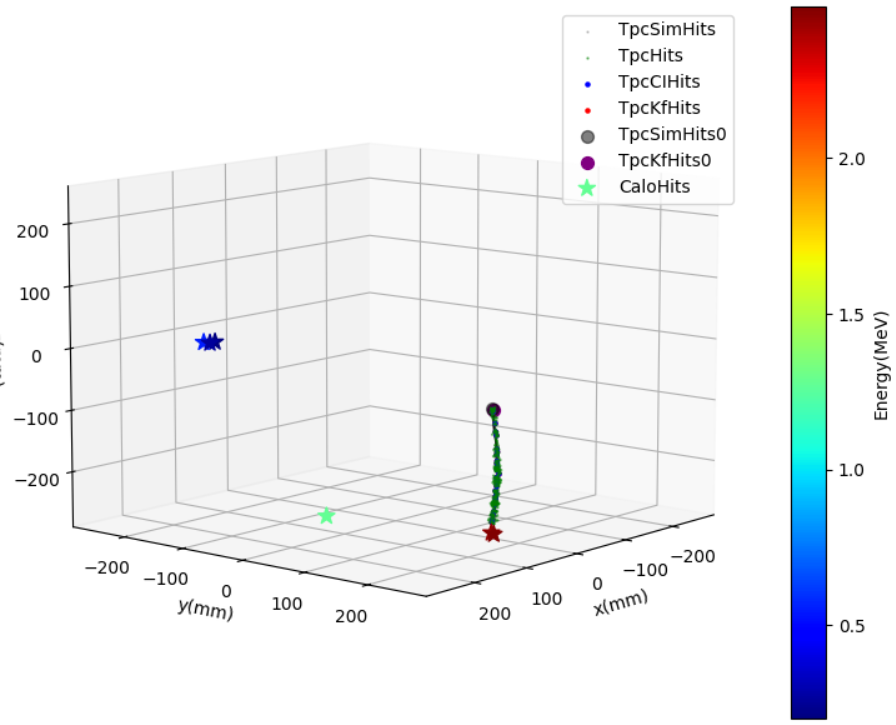 TpcSimHits
TpcHits
TpcClHits
TpcKfHits
TpcSimHits0
TpcKfHits0
CaloHits
200
100
0
−100
−200
−200
−100
0
100
200
y(mm)
200
100
0
−100
−200
x(mm)
2.0
1.5
1.0
0.5
Energy(MeV)